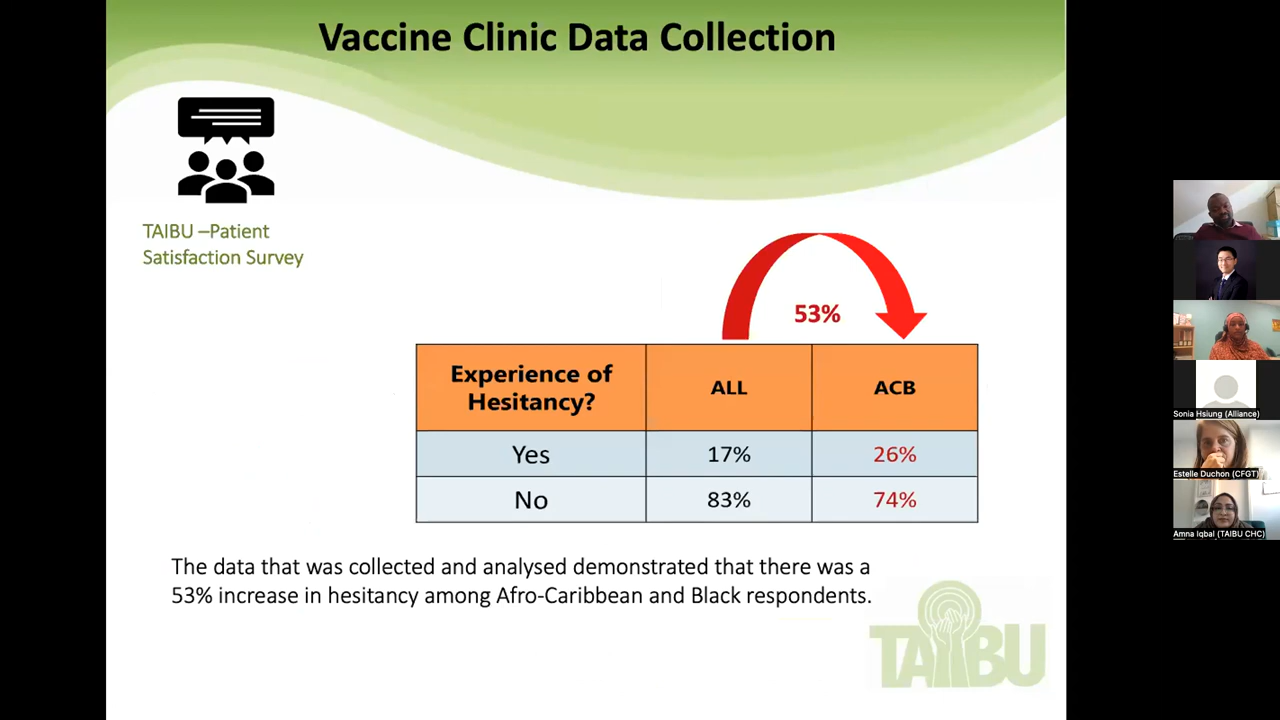 Vaccine Clinic Data Collection
TAIBU –Patient
Satisfaction Survey
53%
Experience of
Hesitancy?
ALL
ACB
Yes
17%
26%
No
83%
74%
The data that was collected and analysed demonstrated that there was a
53% increase in hesitancy among Afro-Caribbean and Black respondents.
TAIBU
Sonia Hsiung (Alliance)
Estelle Duchon (CFGT)
Amna Iqbal (TAIBU CHC)